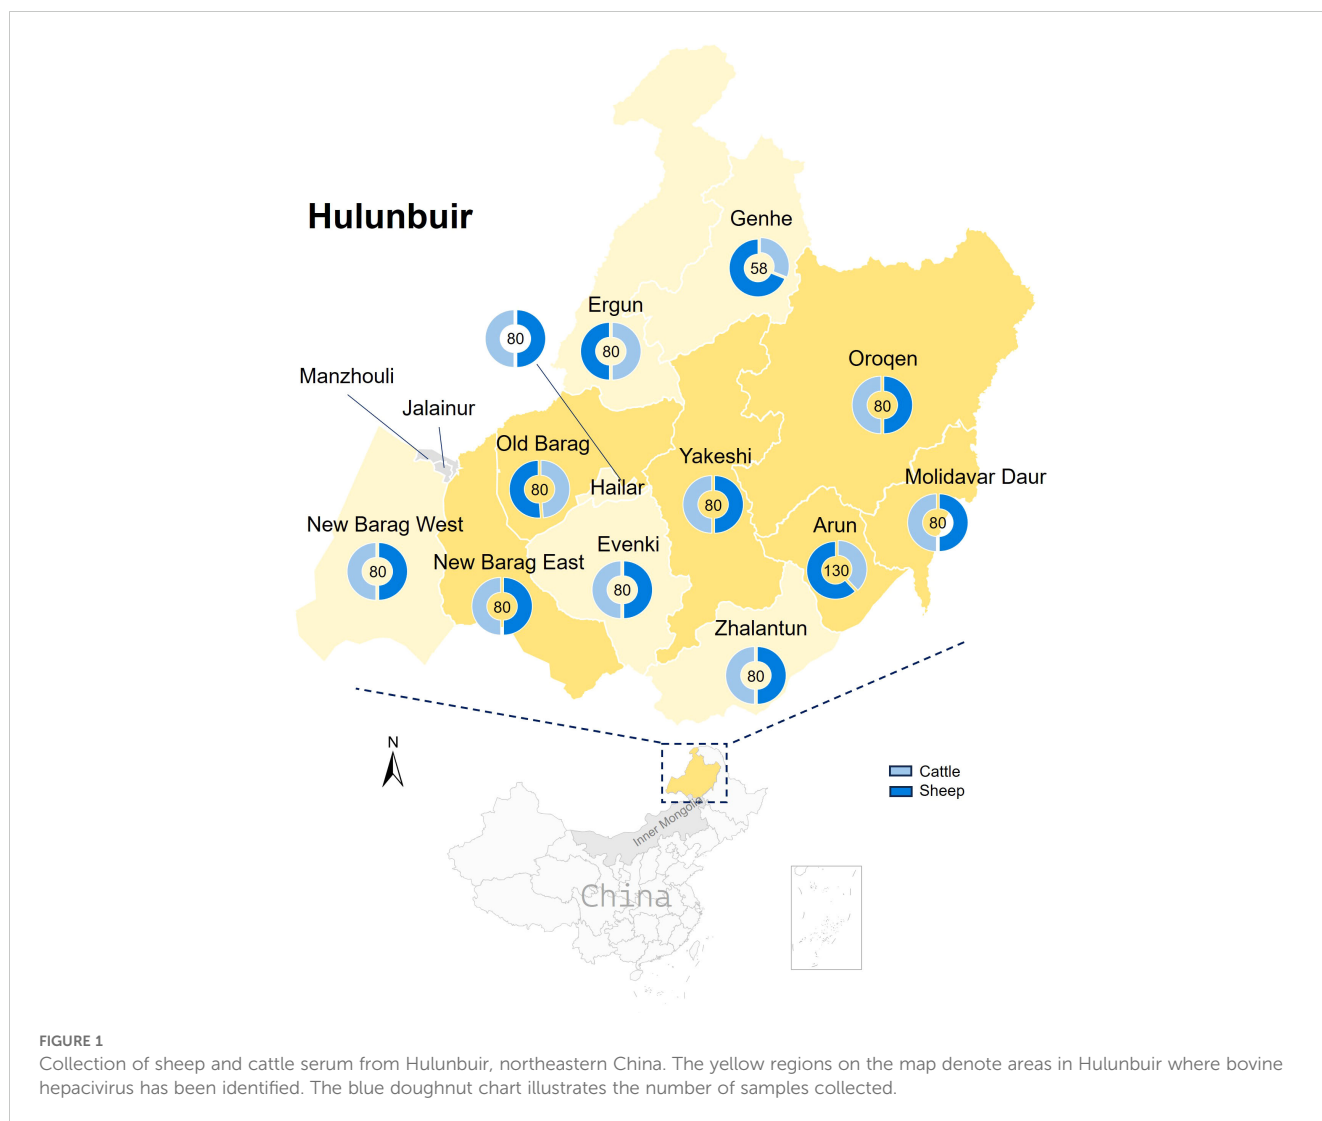 Hulunbuir
Genhe
58
Ergun
80
80
Manzhouli
Jalainur
Oroqen
80
Old Barag
80
Hailar
Yakeshi
80
Molidavar Daur
80
New Barag West
80
New Barag East
80
Evenki
80
Arun
130
Zhalantun
80
N
Cattle
Sheep
Inner Mongolia
China
FIGURE 1
Collection of sheep and cattle serum from Hulunbuir, northeastern China. The yellow regions on the map denote areas in Hulunbuir where bovine
hepacivirus has been identified. The blue doughnut chart illustrates the number of samples collected.